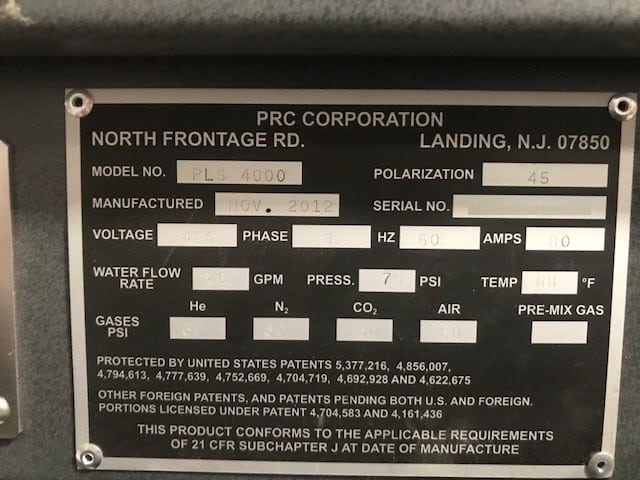 PRC CORPORATION
NORTH FRONTAGE RD. LANDING, N.J. 07850
MODEL NO. PLS 4000 POLARIZATION 45
MANUFACTURED NOV. 2012 SERIAL NO.
VOLTAGE PHASE 3 HZ 60 AMPS 80
WATER FLOW RATE GPM PRESS. PSI TEMP °F
He N₂ CO₂ AIR PRE-MIX GAS
GASES PSI
PROTECTED BY UNITED STATES PATENTS 5,377,216, 4,856,007,
4,794,613, 4,777,639, 4,752,669, 4,704,719, 4,692,928 AND 4,622,675
OTHER FOREIGN PATENTS, AND PATENTS PENDING BOTH U.S. AND FOREIGN.
PORTIONS LICENSED UNDER PATENT 4,704,583 AND 4,161,436
THIS PRODUCT CONFORMS TO THE APPLICABLE REQUIREMENTS
OF 21 CFR SUBCHAPTER J AT DATE OF MANUFACTURE